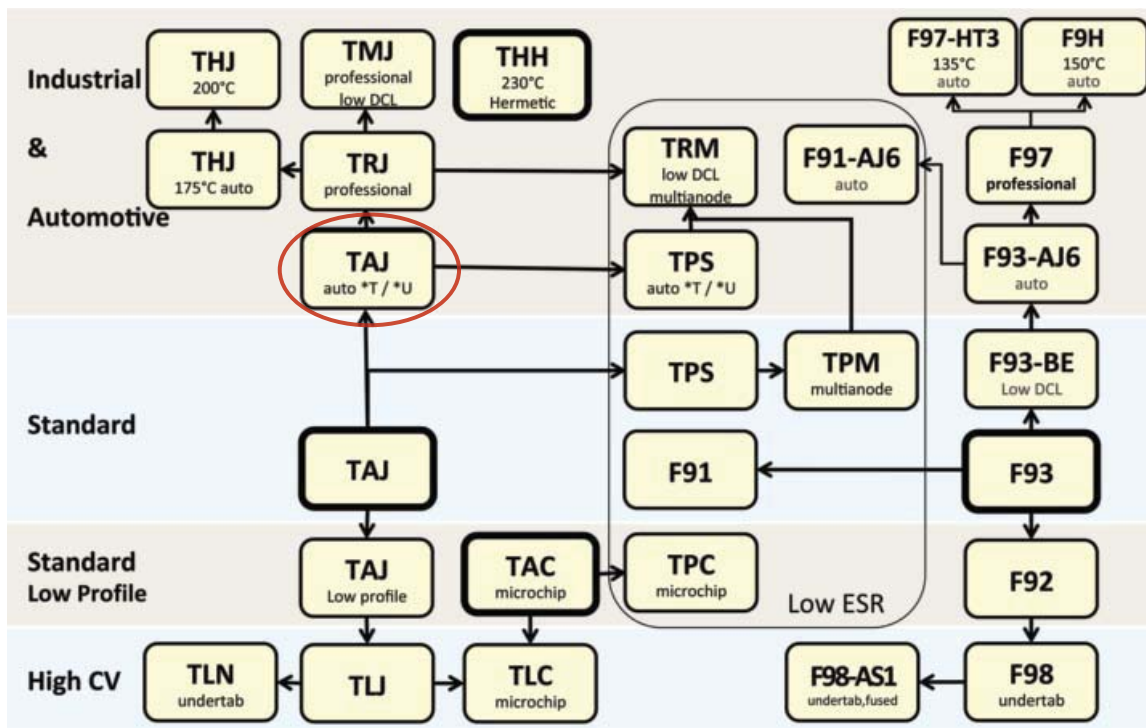 Industrial
&
Automotive
THJ
200°C
TMJ
professional
low DCL
THH
230°C
Hermetic
F97-HT3
135°C
auto
F9H
150°C
auto
THJ
175°C auto
TRJ
professional
TRM
low DCL
multianode
F91-AJ6
auto
F97
professional
TAJ
auto *T / *U
TPS
auto *T / *U
F93-AJ6
auto
Standard
TPS
TPM
multianode
F93-BE
Low DCL
TAJ
F91
F93
Standard
Low Profile
TAJ
Low profile
TAC
microchip
TPC
microchip
Low ESR
F92
High CV
TLN
undertab
TLJ
TLC
microchip
F98-AS1
undertab,fused
F98
undertab